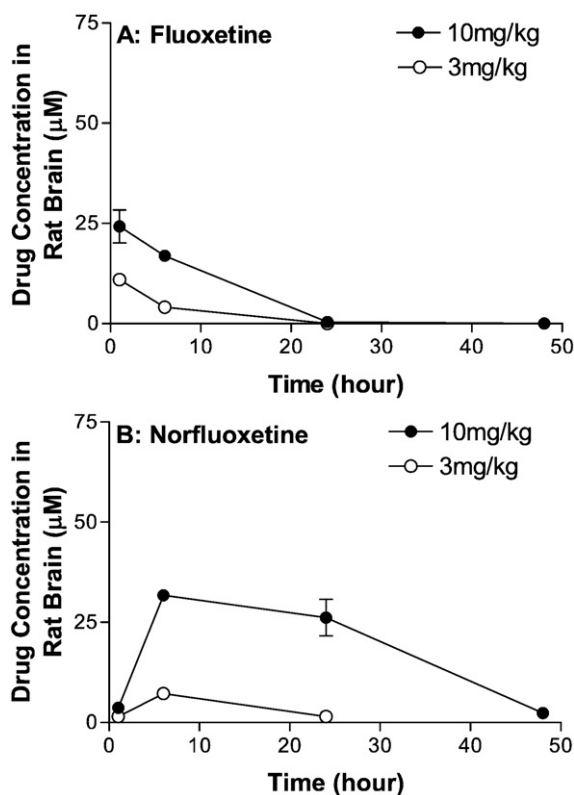 A: Fluoxetine
10mg/kg
3mg/kg
Drug Concentration in
Rat Brain (μM)
75
50
25
0
0 10 20 30 40 50
Time (hour)
B: Norfluoxetine
10mg/kg
3mg/kg
Drug Concentration in
Rat Brain (μM)
75
50
25
0
0 10 20 30 40 50
Time (hour)